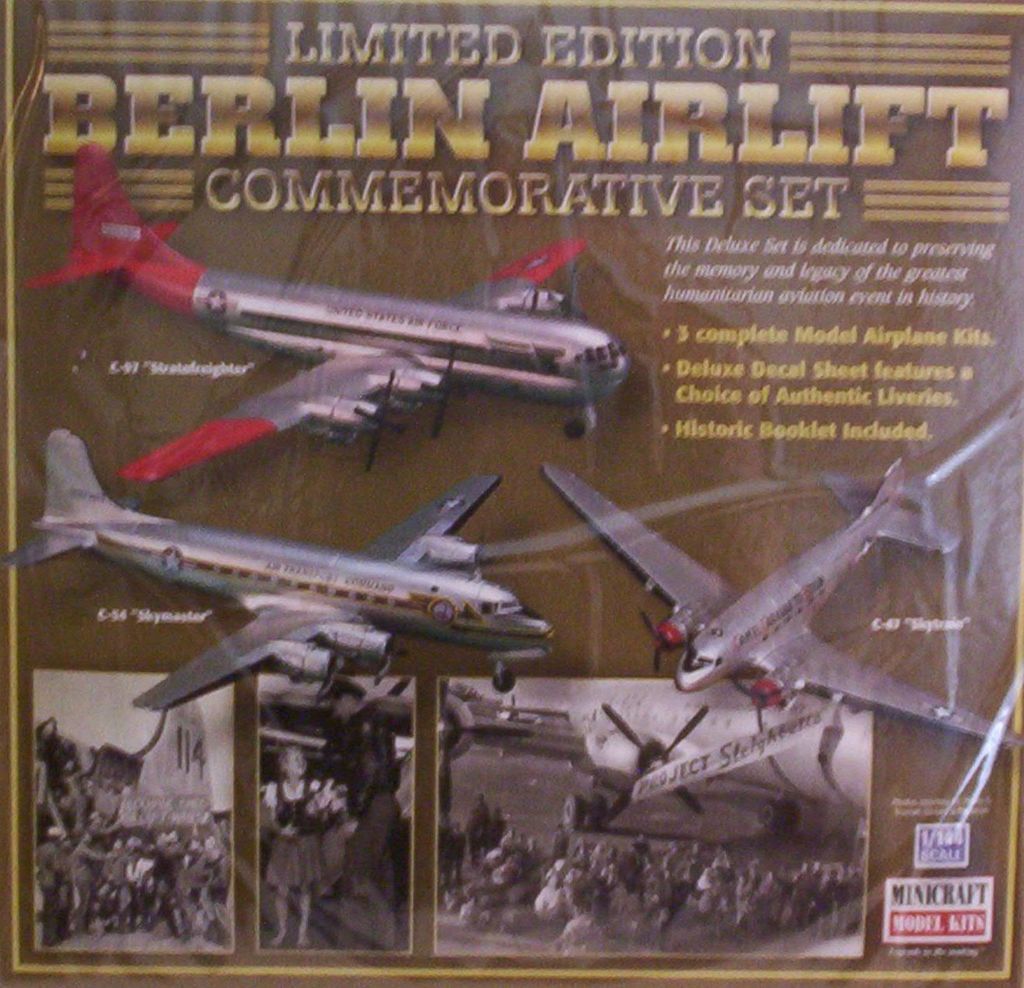 LIMITED EDITION
BERLIN AIRLIFT
COMMEMORATIVE SET
This Deluxe Set is dedicated to preserving
the memory and legacy of the greatest
humanitarian aviation event in history.
• 3 complete Model Airplane Kits.
• Deluxe Decal Sheet features a
Choice of Authentic Liveries.
• Historic Booklet Included.
UNITED STATES AIR FORCE
C-97 "Stratofreighter"
AIR TRANSPORT COMMAND
C-54 "Skymaster"
C-47 "Skytrain"
114
PROJECT Sleighbells
1/144
SCALE
MINICRAFT
MODEL KITS